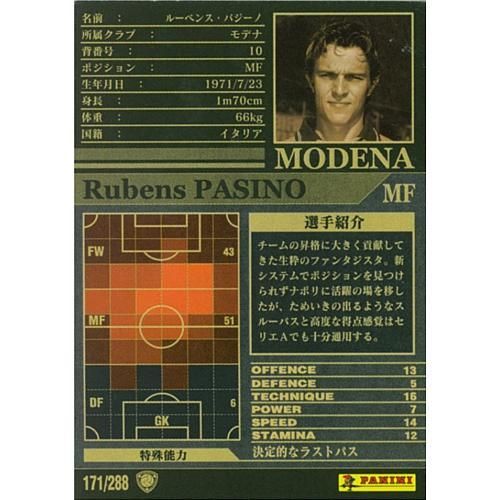 名前 : ルーベンス・パジーノ
所属クラブ : モデナ
背番号 : 10
ポジション : MF
生年月日 : 1971/7/23
身長 : 1m70cm
体重 : 66kg
国籍 : イタリア
MODENA
Rubens PASINO
MF
FW 43
MF 51
DF 6
GK
特殊能力
選手紹介
チームの昇格に大きく貢献して
きた生粋のファンタジスタ。新
システムでポジションを見つけ
られずナポリに活躍の場を移し
たが、ためいきの出るようなス
ルーパスと高度な得点感覚はセ
リエAでも十分通用する。
OFFENCE 13
DEFENCE 5
TECHNIQUE 16
POWER 7
SPEED 14
STAMINA 12
決定的なラストパス
171/288
PANINI